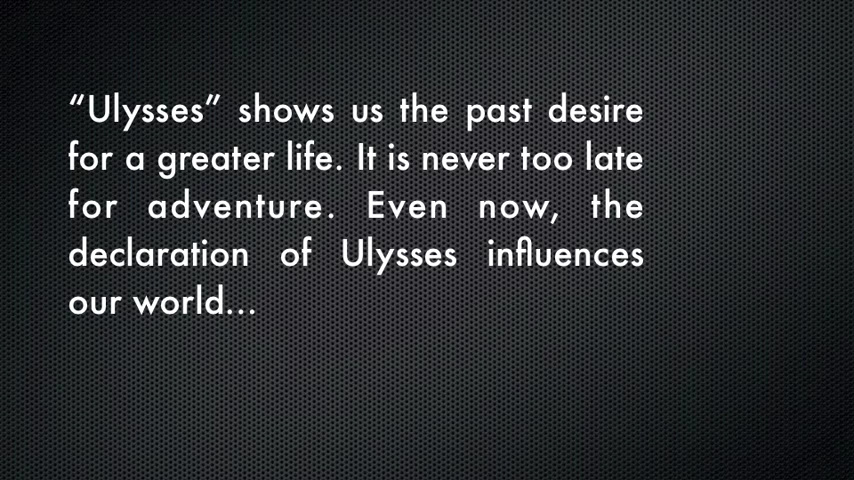 “Ulysses” shows us the past desire
for a greater life. It is never too late
for adventure. Even now, the
declaration of Ulysses influences
our world...